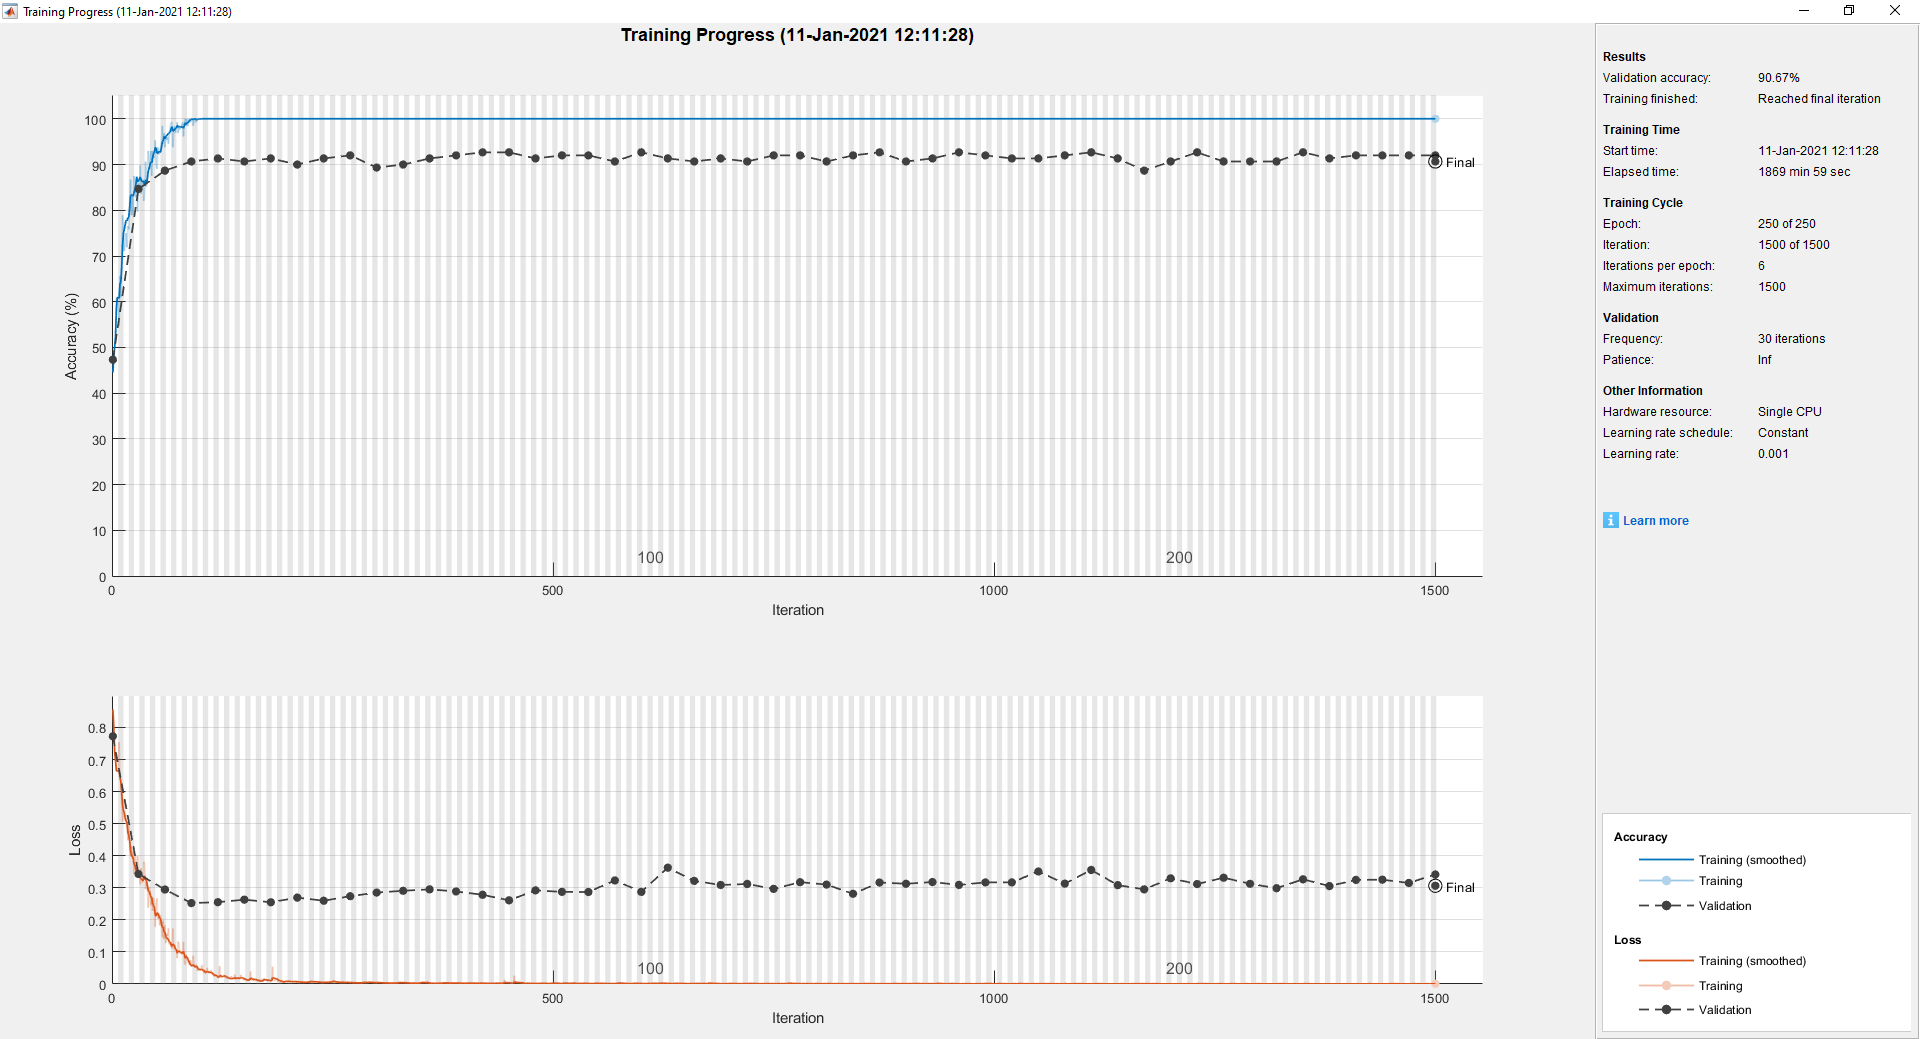 Training Progress (11-Jan-2021 12:11:28)
Training Progress (11-Jan-2021 12:11:28)
100
90
80
70
60
50
40
30
20
10
0
Accuracy (%)
Final
100
200
0
500
1000
1500
Iteration
0.8
0.7
0.6
0.5
0.4
0.3
0.2
0.1
0
Loss
Final
100
200
0
500
1000
1500
Iteration
Results
Validation accuracy: 90.67%
Training finished: Reached final iteration
Training Time
Start time: 11-Jan-2021 12:11:28
Elapsed time: 1869 min 59 sec
Training Cycle
Epoch: 250 of 250
Iteration: 1500 of 1500
Iterations per epoch: 6
Maximum iterations: 1500
Validation
Frequency: 30 iterations
Patience: Inf
Other Information
Hardware resource: Single CPU
Learning rate schedule: Constant
Learning rate: 0.001
i Learn more
Accuracy
Training (smoothed)
Training
Validation
Loss
Training (smoothed)
Training
Validation